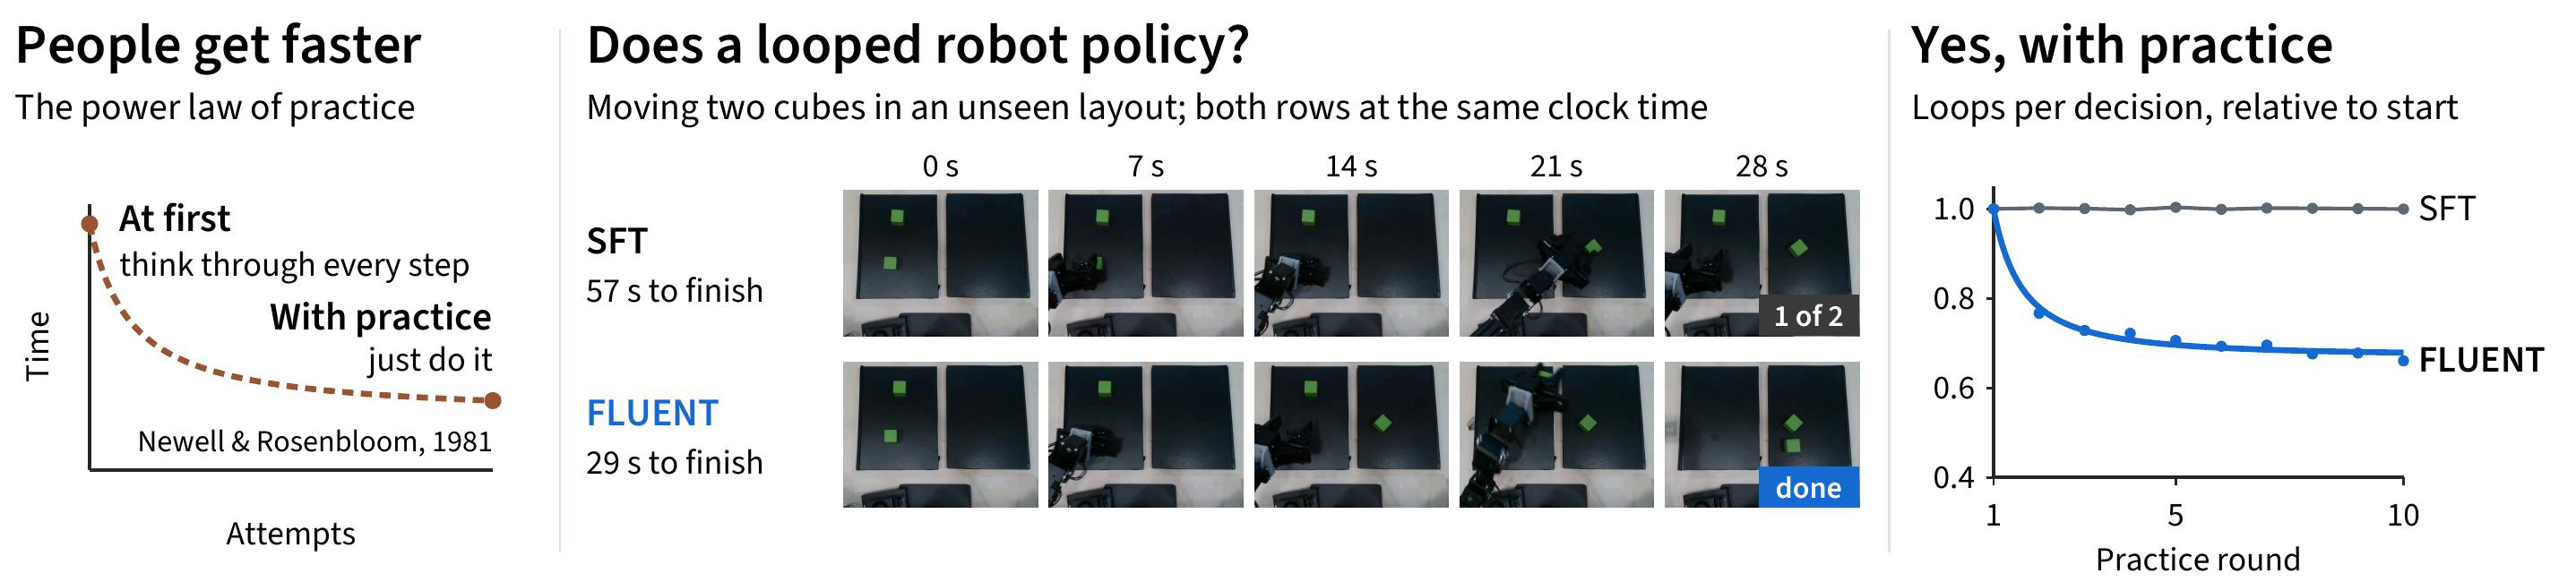 People get faster
The power law of practice
At first
think through every step
With practice
just do it
Newell & Rosenbloom, 1981
Time
Attempts
Does a looped robot policy?
Moving two cubes in an unseen layout; both rows at the same clock time
0 s 7 s 14 s 21 s 28 s
SFT
57 s to finish
1 of 2
FLUENT
29 s to finish
done
Yes, with practice
Loops per decision, relative to start
1.0
0.8
0.6
0.4
SFT
FLUENT
1 5 10
Practice round